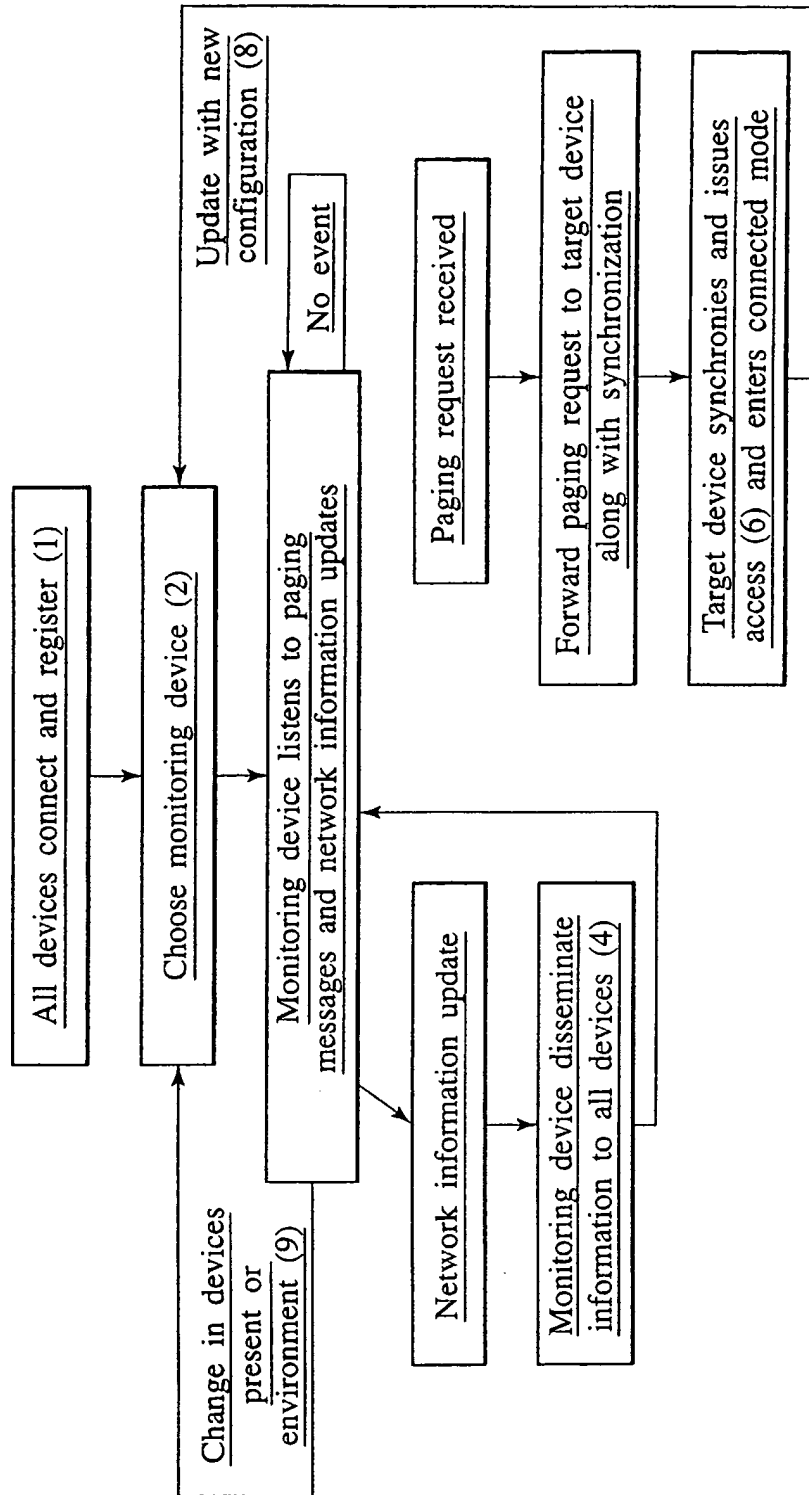 All devices connect and register (1)
Choose monitoring device (2)
Update with new
configuration (8)
Change in devices
present or
environment (9)
Monitoring device listens to paging
messages and network information updates
No event
Network information update
Monitoring device disseminate
information to all devices (4)
Paging request received
Forward paging request to target device
along with synchronization
Target device synchronies and issues
access (6) and enters connected mode